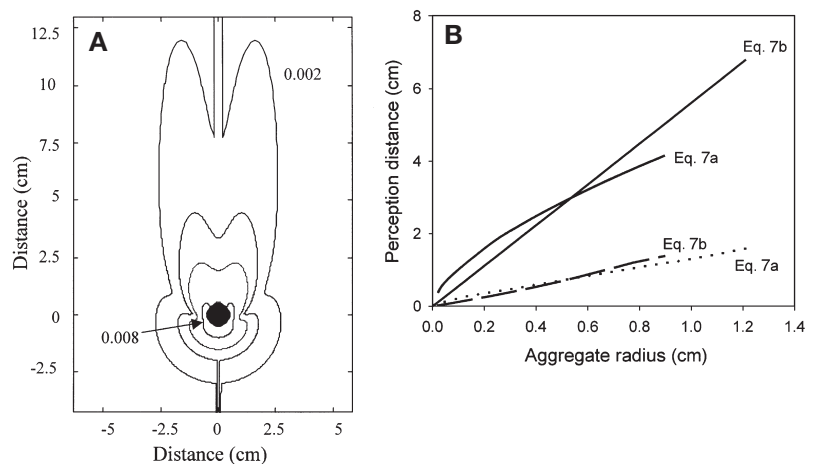 A
12.5
10
7.5
5
2.5
0
-2.5
0.002
0.008
-5
-2.5
0
2.5
5
Distance (cm)
Distance (cm)
B
8
6
4
2
0
Perception distance (cm)
Eq. 7b
Eq. 7a
Eq. 7b
Eq. 7a
0.0
0.2
0.4
0.6
0.8
1.0
1.2
1.4
Aggregate radius (cm)